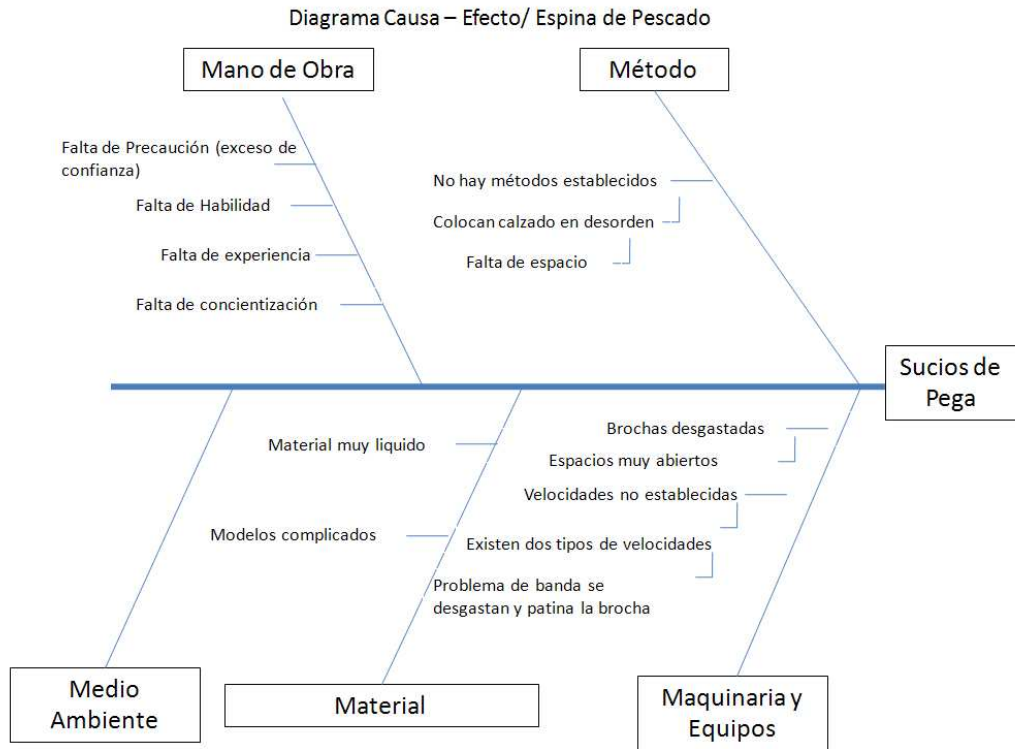 Diagrama Causa – Efecto/ Espina de Pescado
Mano de Obra
Método
Falta de Precaución (exceso de
confianza)
Falta de Habilidad
Falta de experiencia
Falta de concientización
No hay métodos establecidos
Colocan calzado en desorden
Falta de espacio
Sucios de
Pega
Material muy liquido
Modelos complicados
Brochas desgastadas
Espacios muy abiertos
Velocidades no establecidas
Existen dos tipos de velocidades
Problema de banda se
desgastan y patina la brocha
Medio
Ambiente
Material
Maquinaria y
Equipos